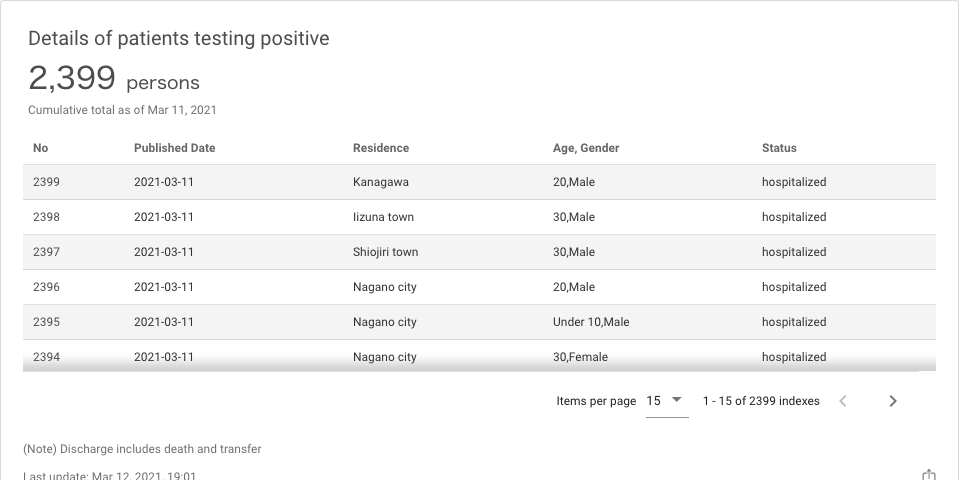 Details of patients testing positive
2,399 persons
Cumulative total as of Mar 11, 2021
No Published Date Residence Age, Gender Status
2399 2021-03-11 Kanagawa 20,Male hospitalized
2398 2021-03-11 Iizuna town 30,Male hospitalized
2397 2021-03-11 Shiojiri town 30,Male hospitalized
2396 2021-03-11 Nagano city 20,Male hospitalized
2395 2021-03-11 Nagano city Under 10,Male hospitalized
2394 2021-03-11 Nagano city 30,Female hospitalized
Items per page 15 1 - 15 of 2399 indexes
(Note) Discharge includes death and transfer
Last update: Mar 12, 2021, 19:01